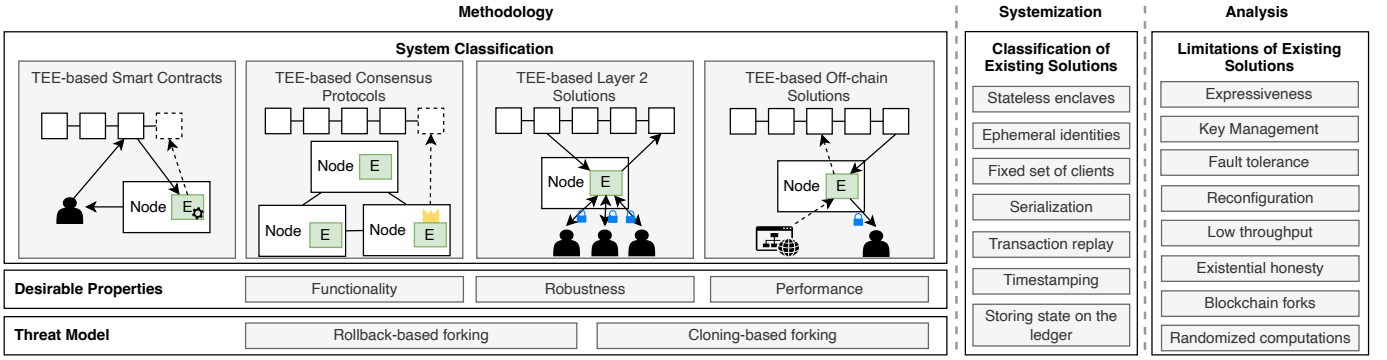 Methodology
Systemization
Analysis
System Classification
TEE-based Smart Contracts
Node
E
TEE-based Consensus
Protocols
Node
E
Node
E
Node
E
TEE-based Layer 2
Solutions
Node
E
TEE-based Off-chain
Solutions
Node
E
Desirable Properties
Functionality
Robustness
Performance
Threat Model
Rollback-based forking
Cloning-based forking
Classification of
Existing Solutions
Stateless enclaves
Ephemeral identities
Fixed set of clients
Serialization
Transaction replay
Timestamping
Storing state on the
ledger
Limitations of Existing
Solutions
Expressiveness
Key Management
Fault tolerance
Reconfiguration
Low throughput
Existential honesty
Blockchain forks
Randomized computations